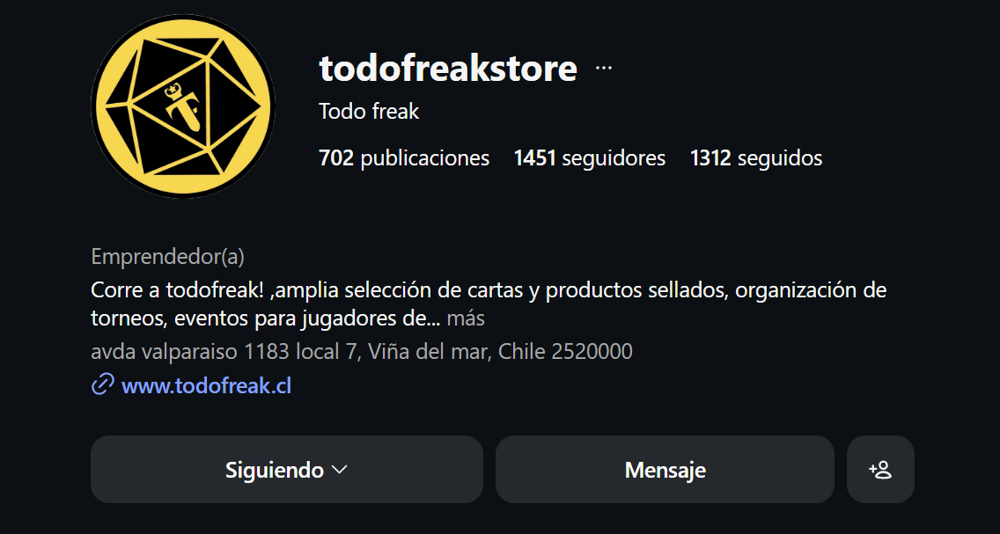 todofreakstore ...
Todo freak
702 publicaciones 1451 seguidores 1312 seguidos
Emprendedor(a)
Corre a todofreak! ,amplia selección de cartas y productos sellados, organización de
torneos, eventos para jugadores de... más
avda valparaiso 1183 local 7, Viña del mar, Chile 2520000
www.todofreak.cl
Siguiendo Mensaje